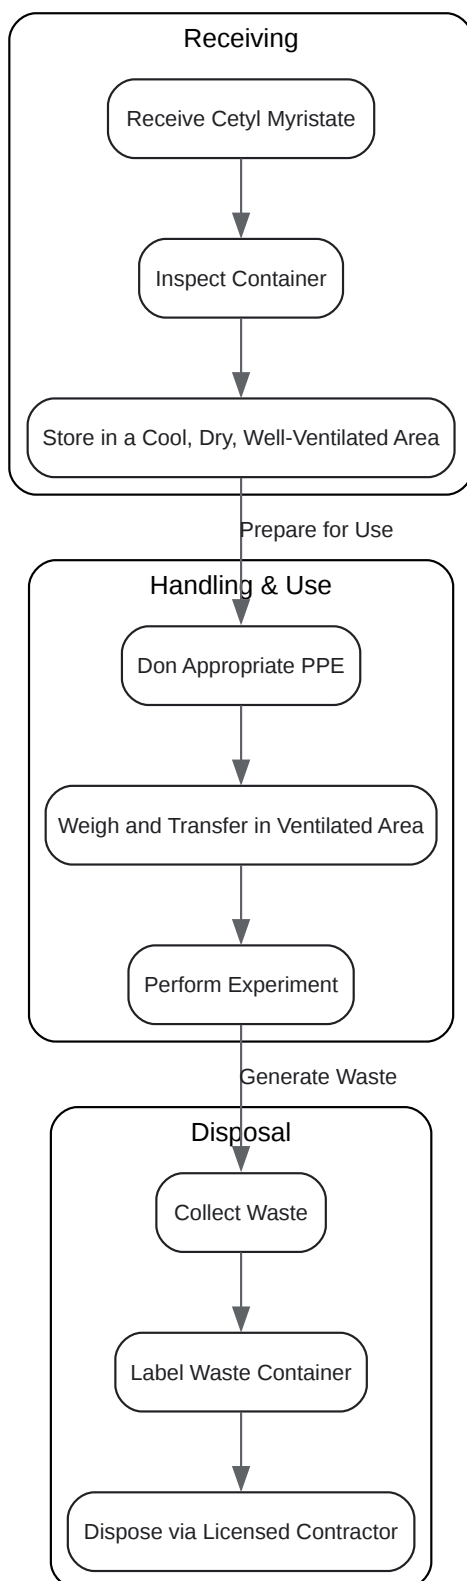 Receiving
Receive Cetyl Myristate
Inspect Container
Store in a Cool, Dry, Well-Ventilated Area
Prepare for Use
Handling & Use
Don Appropriate PPE
Weigh and Transfer in Ventilated Area
Perform Experiment
Generate Waste
Disposal
Collect Waste
Label Waste Container
Dispose via Licensed Contractor